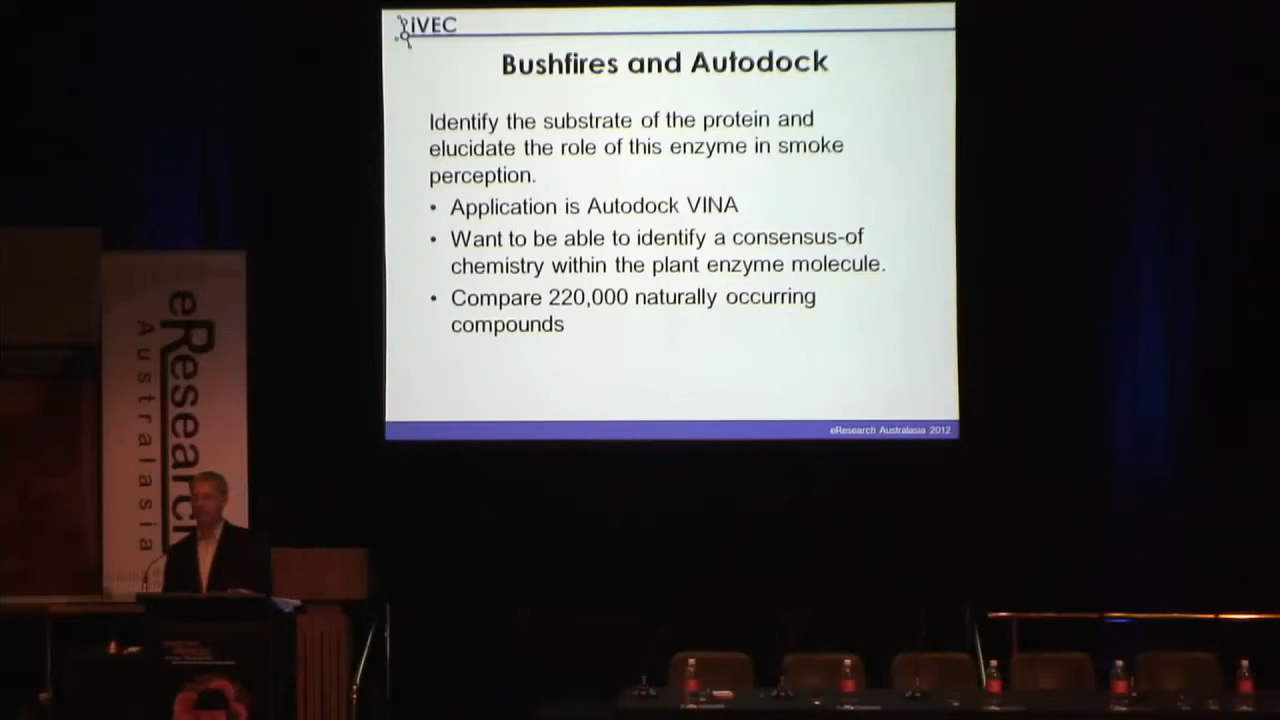 iVEC
Bushfires and Autodock
Identify the substrate of the protein and
elucidate the role of this enzyme in smoke
perception.
• Application is Autodock VINA
• Want to be able to identify a consensus-of
chemistry within the plant enzyme molecule.
• Compare 220,000 naturally occurring
compounds
eResearch Australasia 2012
eResearch
Australasia